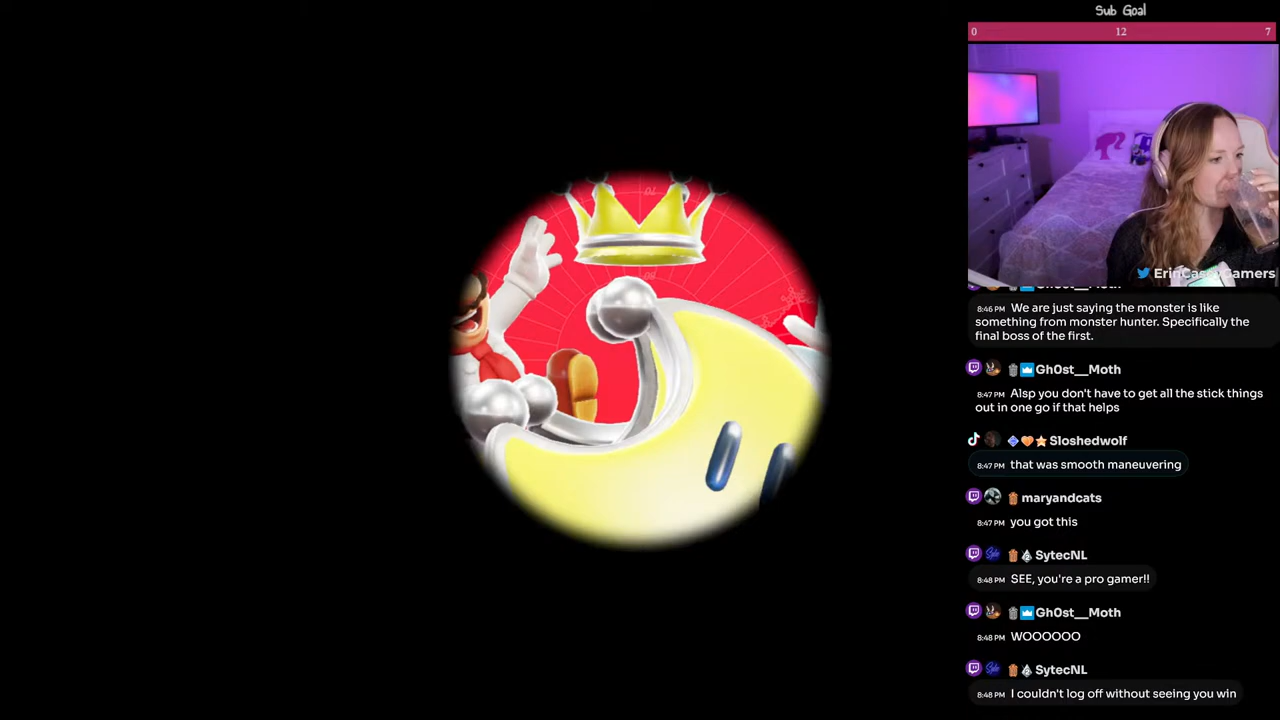 Sub Goal
0 12 7
70
80
ErinCas Gamers
Gh0st__Moth
8:46 PM We are just saying the monster is like
something from monster hunter. Specifically the
final boss of the first.
Gh0st__Moth
8:47 PM Alsp you don't have to get all the stick things
out in one go if that helps
Sloshedwolf
8:47 PM that was smooth maneuvering
maryandcats
8:47 PM you got this
SytecNL
8:48 PM SEE, you're a pro gamer!!
Gh0st__Moth
8:48 PM WOOOOOO
SytecNL
8:48 PM I couldn't log off without seeing you win